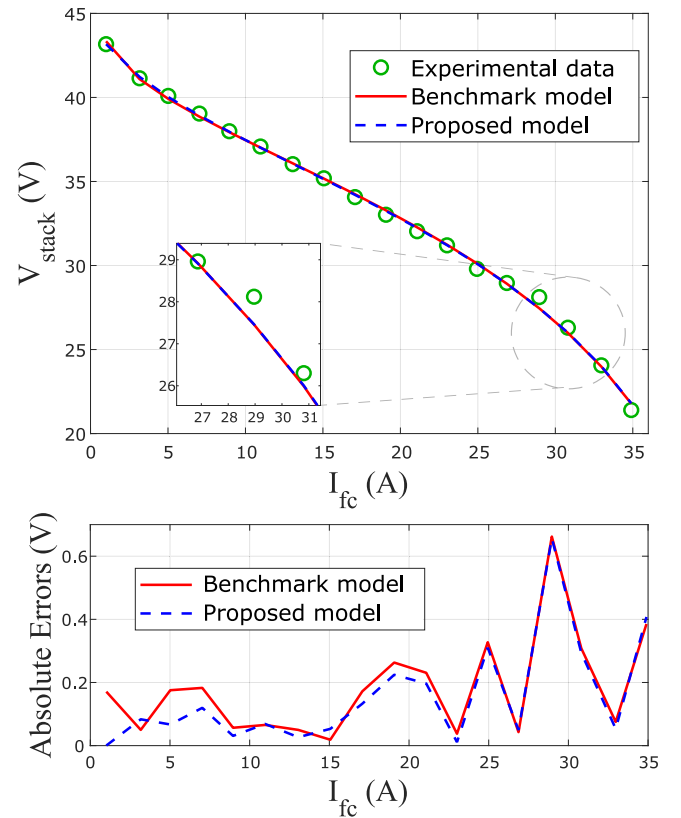 45
40
35
30
25
20
V_stack (V)
Experimental data
Benchmark model
Proposed model
29
28
27
26
27 28 29 30 31
0 5 10 15 20 25 30 35
I_fc (A)
Absolute Errors (V)
0.6
0.4
0.2
0
Benchmark model
Proposed model
0 5 10 15 20 25 30 35
I_fc (A)